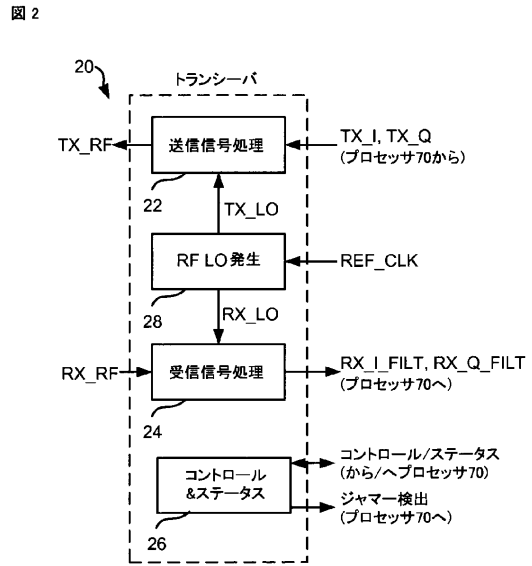 図 2
20
トランシーバ
TX_RF
送信信号処理
TX_I, TX_Q
(プロセッサ70から)
22
TX_LO
RF LO 発生
REF_CLK
28
RX_LO
RX_RF
受信信号処理
RX_I_FILT, RX_Q_FILT
(プロセッサ70へ)
24
コントロール
&ステータス
コントロール/ステータス
(から/へプロセッサ70)
ジャマー検出
(プロセッサ70へ)
26